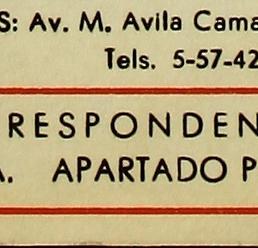 S: Av. M. Avila Cama
Tels. 5-57-42
RESPONDEN
A. APARTADO P